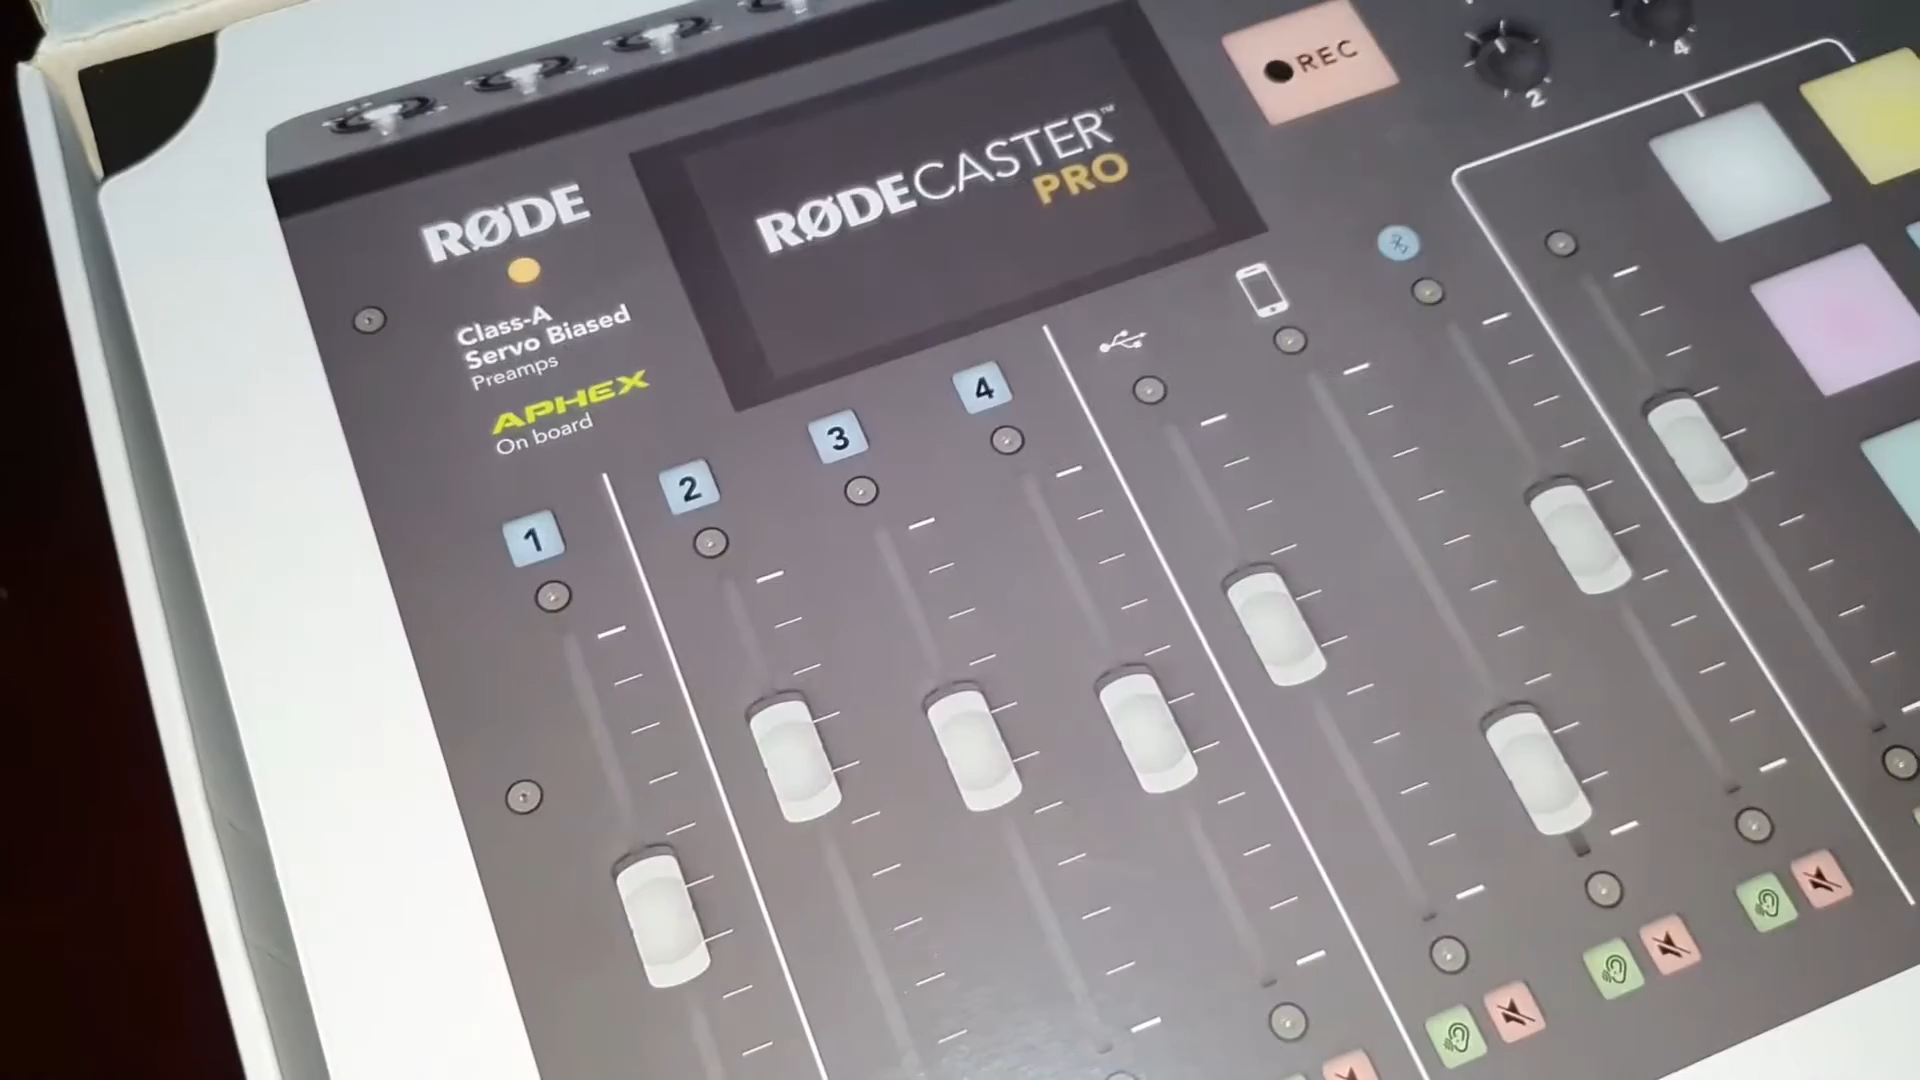 RØDE
Class-A
Servo Biased
Preamps
APHEX
On board
RØDECASTER™
PRO
REC
2
4
1
2
3
4